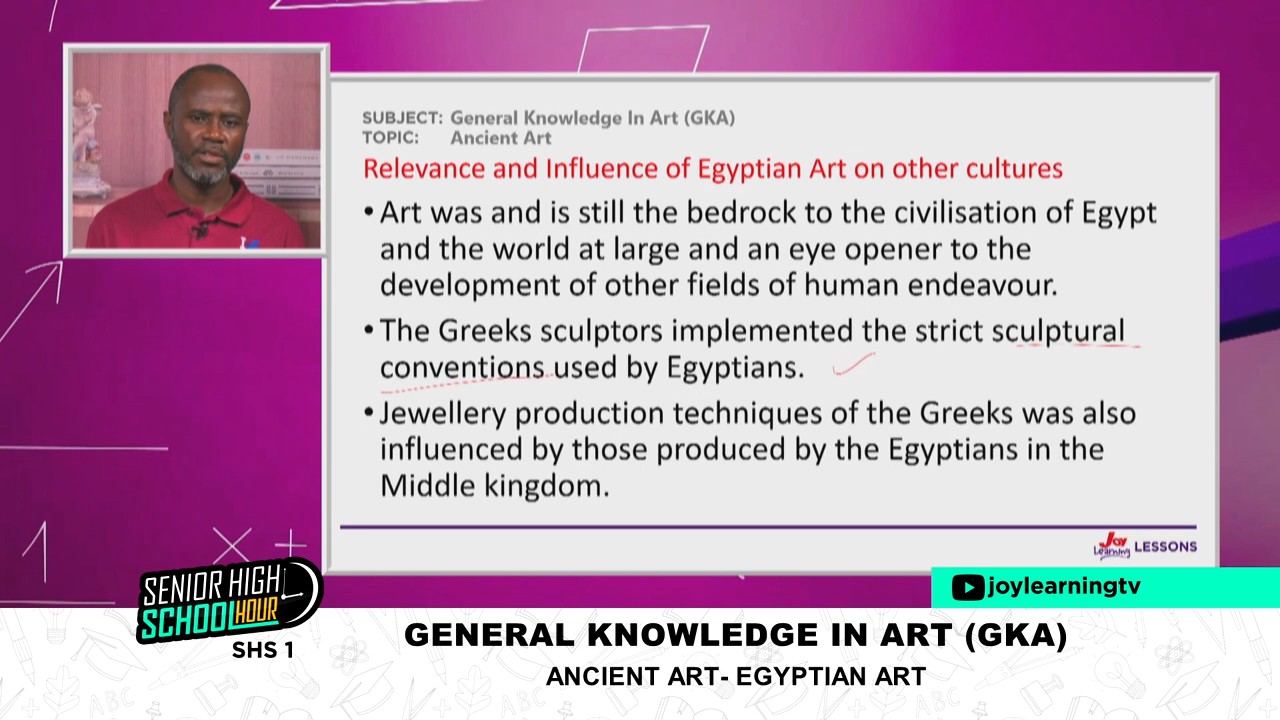 SUBJECT: General Knowledge In Art (GKA)
TOPIC: Ancient Art
Relevance and Influence of Egyptian Art on other cultures
• Art was and is still the bedrock to the civilisation of Egypt
and the world at large and an eye opener to the
development of other fields of human endeavour.
• The Greeks sculptors implemented the strict sculptural
conventions used by Egyptians.
• Jewellery production techniques of the Greeks was also
influenced by those produced by the Egyptians in the
Middle kingdom.
Joy Learning LESSONS
joylearningtv
SENIOR HIGH
SCHOOL HOUR
SHS 1
GENERAL KNOWLEDGE IN ART (GKA)
ANCIENT ART- EGYPTIAN ART